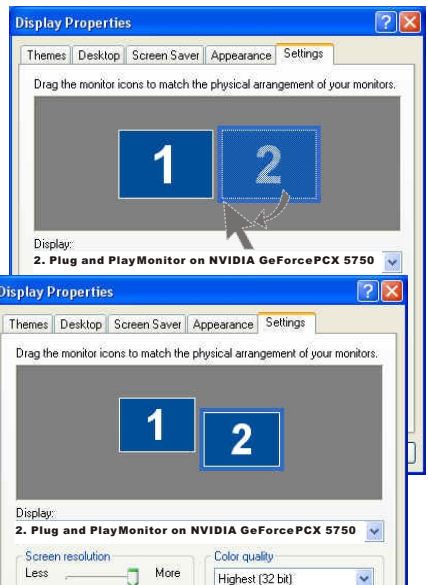 Display Properties
Themes Desktop Screen Saver Appearance Settings
Drag the monitor icons to match the physical arrangement of your monitors.
1 2
Display:
2. Plug and PlayMonitor on NVIDIA GeForcePCX 5750
Display Properties
Themes Desktop Screen Saver Appearance Settings
Drag the monitor icons to match the physical arrangement of your monitors.
1 2
Display:
2. Plug and PlayMonitor on NVIDIA GeForcePCX 5750
Screen resolution Color quality
Less More Highest (32 bit)